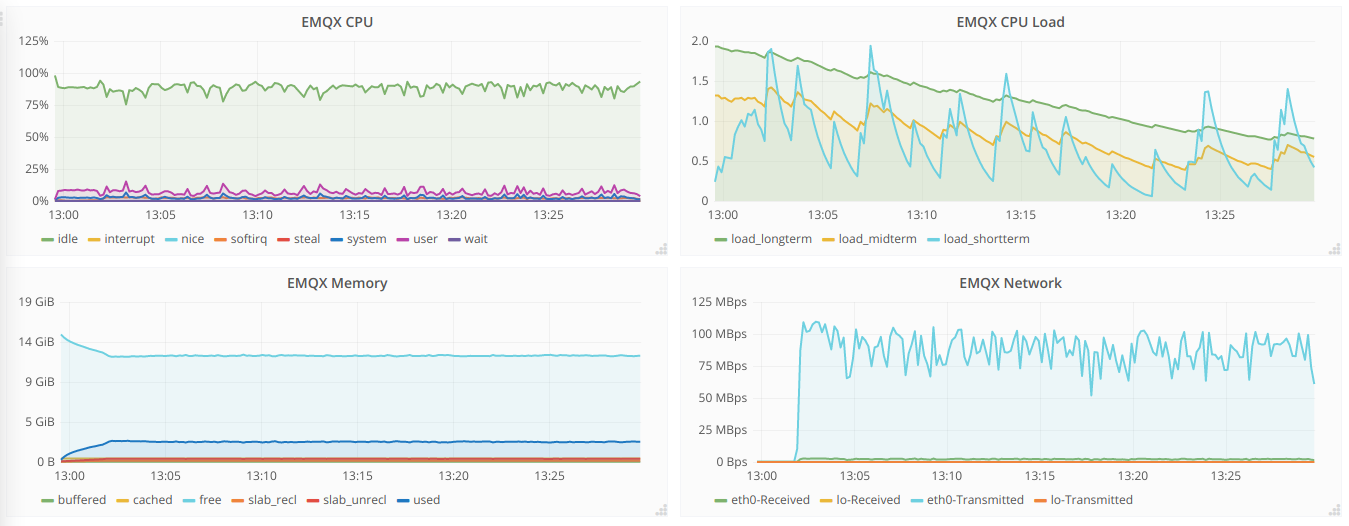 EMQX CPU
125%
100%
75%
50%
25%
0%
13:00 13:05 13:10 13:15 13:20 13:25
idle interrupt nice softirq steal system user wait
EMQX CPU Load
2.0
1.5
1.0
0.5
0
13:00 13:05 13:10 13:15 13:20 13:25
load_longterm load_midterm load_shortterm
EMQX Memory
19 GiB
14 GiB
9 GiB
5 GiB
0 B
13:00 13:05 13:10 13:15 13:20 13:25
buffered cached free slab_recl slab_unrecl used
EMQX Network
125 MBps
100 MBps
75 MBps
50 MBps
25 MBps
0 Bps
13:00 13:05 13:10 13:15 13:20 13:25
eth0-Received lo-Received eth0-Transmitted lo-Transmitted